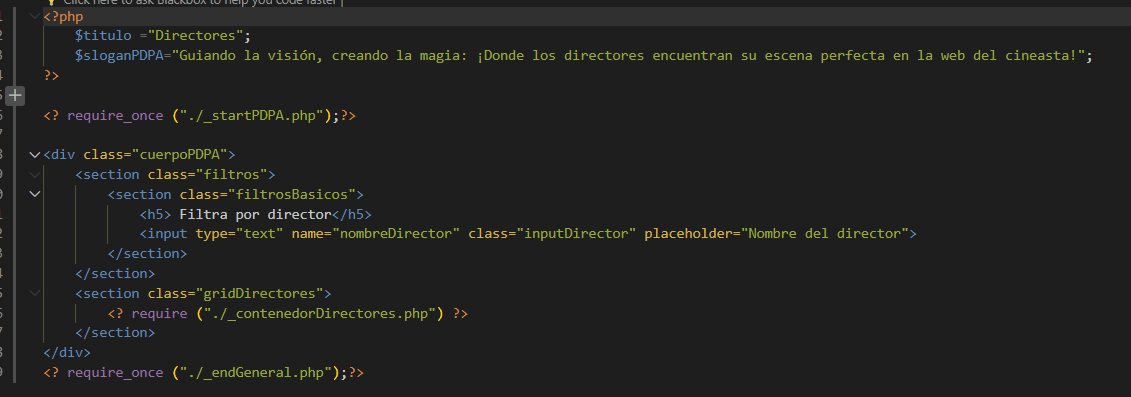 Click here to ask Blackbox to help you code faster |
<?php
$titulo ="Directores";
$sloganPDPA="Guiando la visión, creando la magia: ¡Donde los directores encuentran su escena perfecta en la web del cineasta!";
?>
<? require_once ("./_startPDPA.php");?>
<div class="cuerpoPDPA">
<section class="filtros">
<section class="filtrosBasicos">
<h5> Filtra por director</h5>
<input type="text" name="nombreDirector" class="inputDirector" placeholder="Nombre del director">
</section>
</section>
<section class="gridDirectores">
<? require ("./_contenedorDirectores.php") ?>
</section>
</div>
<? require_once ("./_endGeneral.php");?>